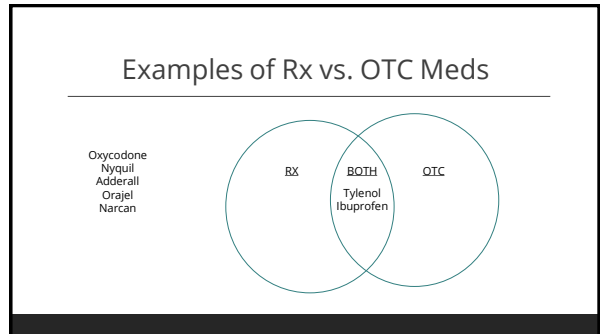 Examples of Rx vs. OTC Meds
Oxycodone
Nyquil
Adderall
Orajel
Narcan
RX
BOTH
OTC
Tylenol
Ibuprofen